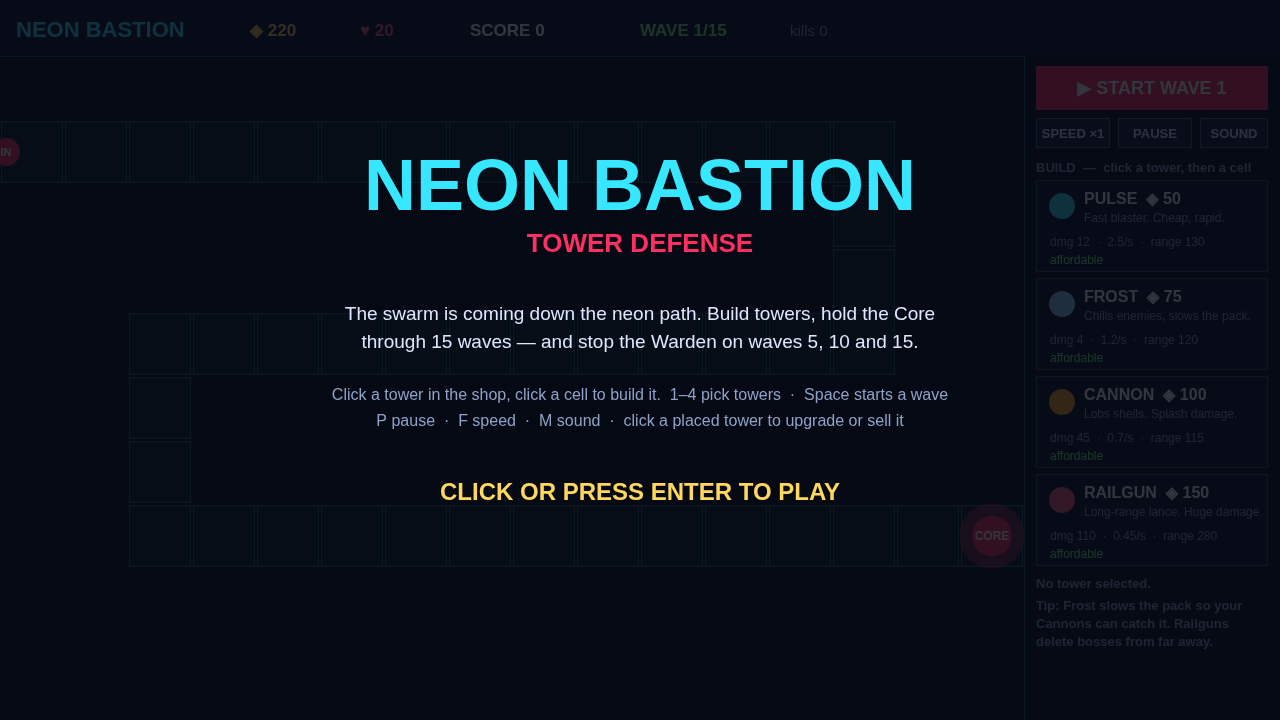 NEON BASTION
◈ 220
♥ 20
SCORE 0
WAVE 1/15
kills 0
▶ START WAVE 1
SPEED ×1
PAUSE
SOUND
BUILD — click a tower, then a cell
IN
NEON BASTION
TOWER DEFENSE
The swarm is coming down the neon path. Build towers, hold the Core
through 15 waves — and stop the Warden on waves 5, 10 and 15.
Click a tower in the shop, click a cell to build it. 1–4 pick towers · Space starts a wave
P pause · F speed · M sound · click a placed tower to upgrade or sell it
CLICK OR PRESS ENTER TO PLAY
CORE
PULSE ◈ 50
Fast blaster. Cheap, rapid.
dmg 12 · 2.5/s · range 130
affordable
FROST ◈ 75
Chills enemies, slows the pack.
dmg 4 · 1.2/s · range 120
affordable
CANNON ◈ 100
Lobs shells. Splash damage.
dmg 45 · 0.7/s · range 115
affordable
RAILGUN ◈ 150
Long-range lance. Huge damage.
dmg 110 · 0.45/s · range 280
affordable
No tower selected.
Tip: Frost slows the pack so your
Cannons can catch it. Railguns
delete bosses from far away.